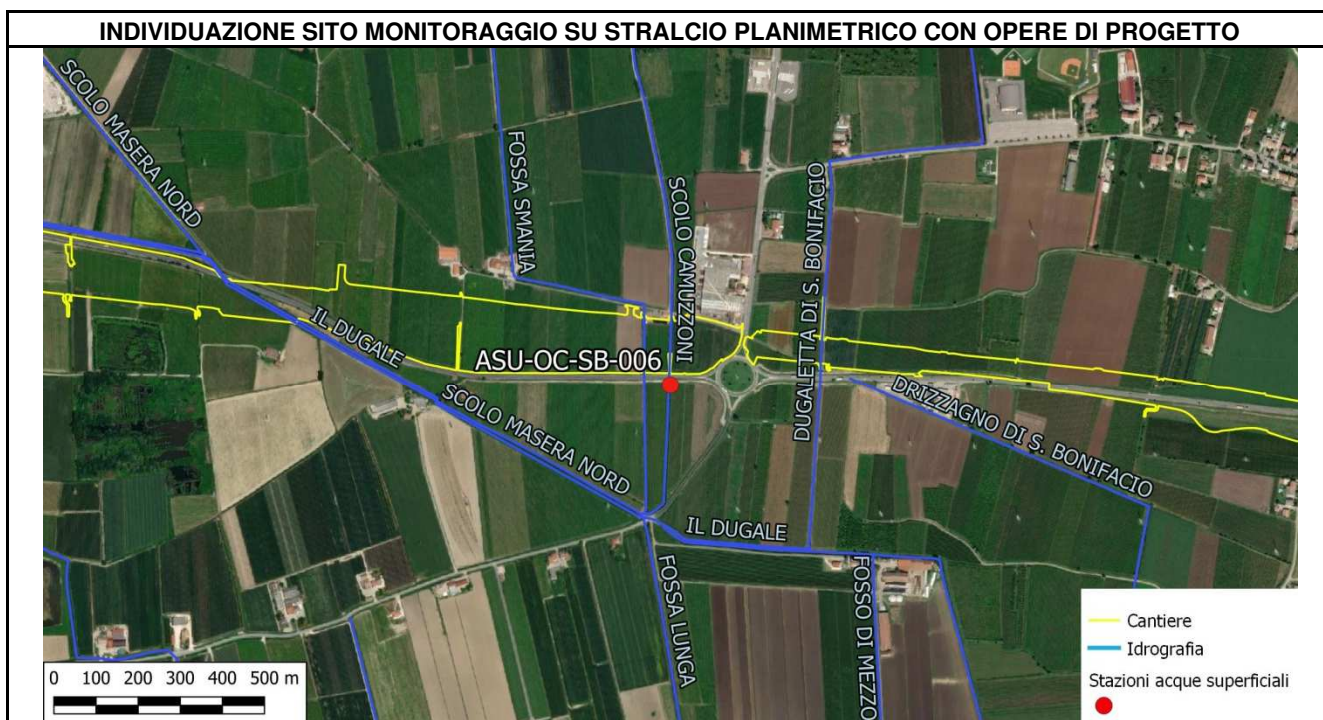 INDIVIDUAZIONE SITO MONITORAGGIO SU STRALCIO PLANIMETRICO CON OPERE DI PROGETTO
SCOLO MASERA NORD
FOSSA SMANIA
SCOLO CAMUZZONI
DUGALETTA DI S. BONIFACIO
IL DUGALE
ASU-OC-SB-006
SCOLO MASERA NORD
DRIZZAGNO DI S. BONIFACIO
IL DUGALE
FOSSA LUNGA
FOSSO DI MEZZO
0 100 200 300 400 500 m
Cantiere
Idrografia
Stazioni acque superficiali